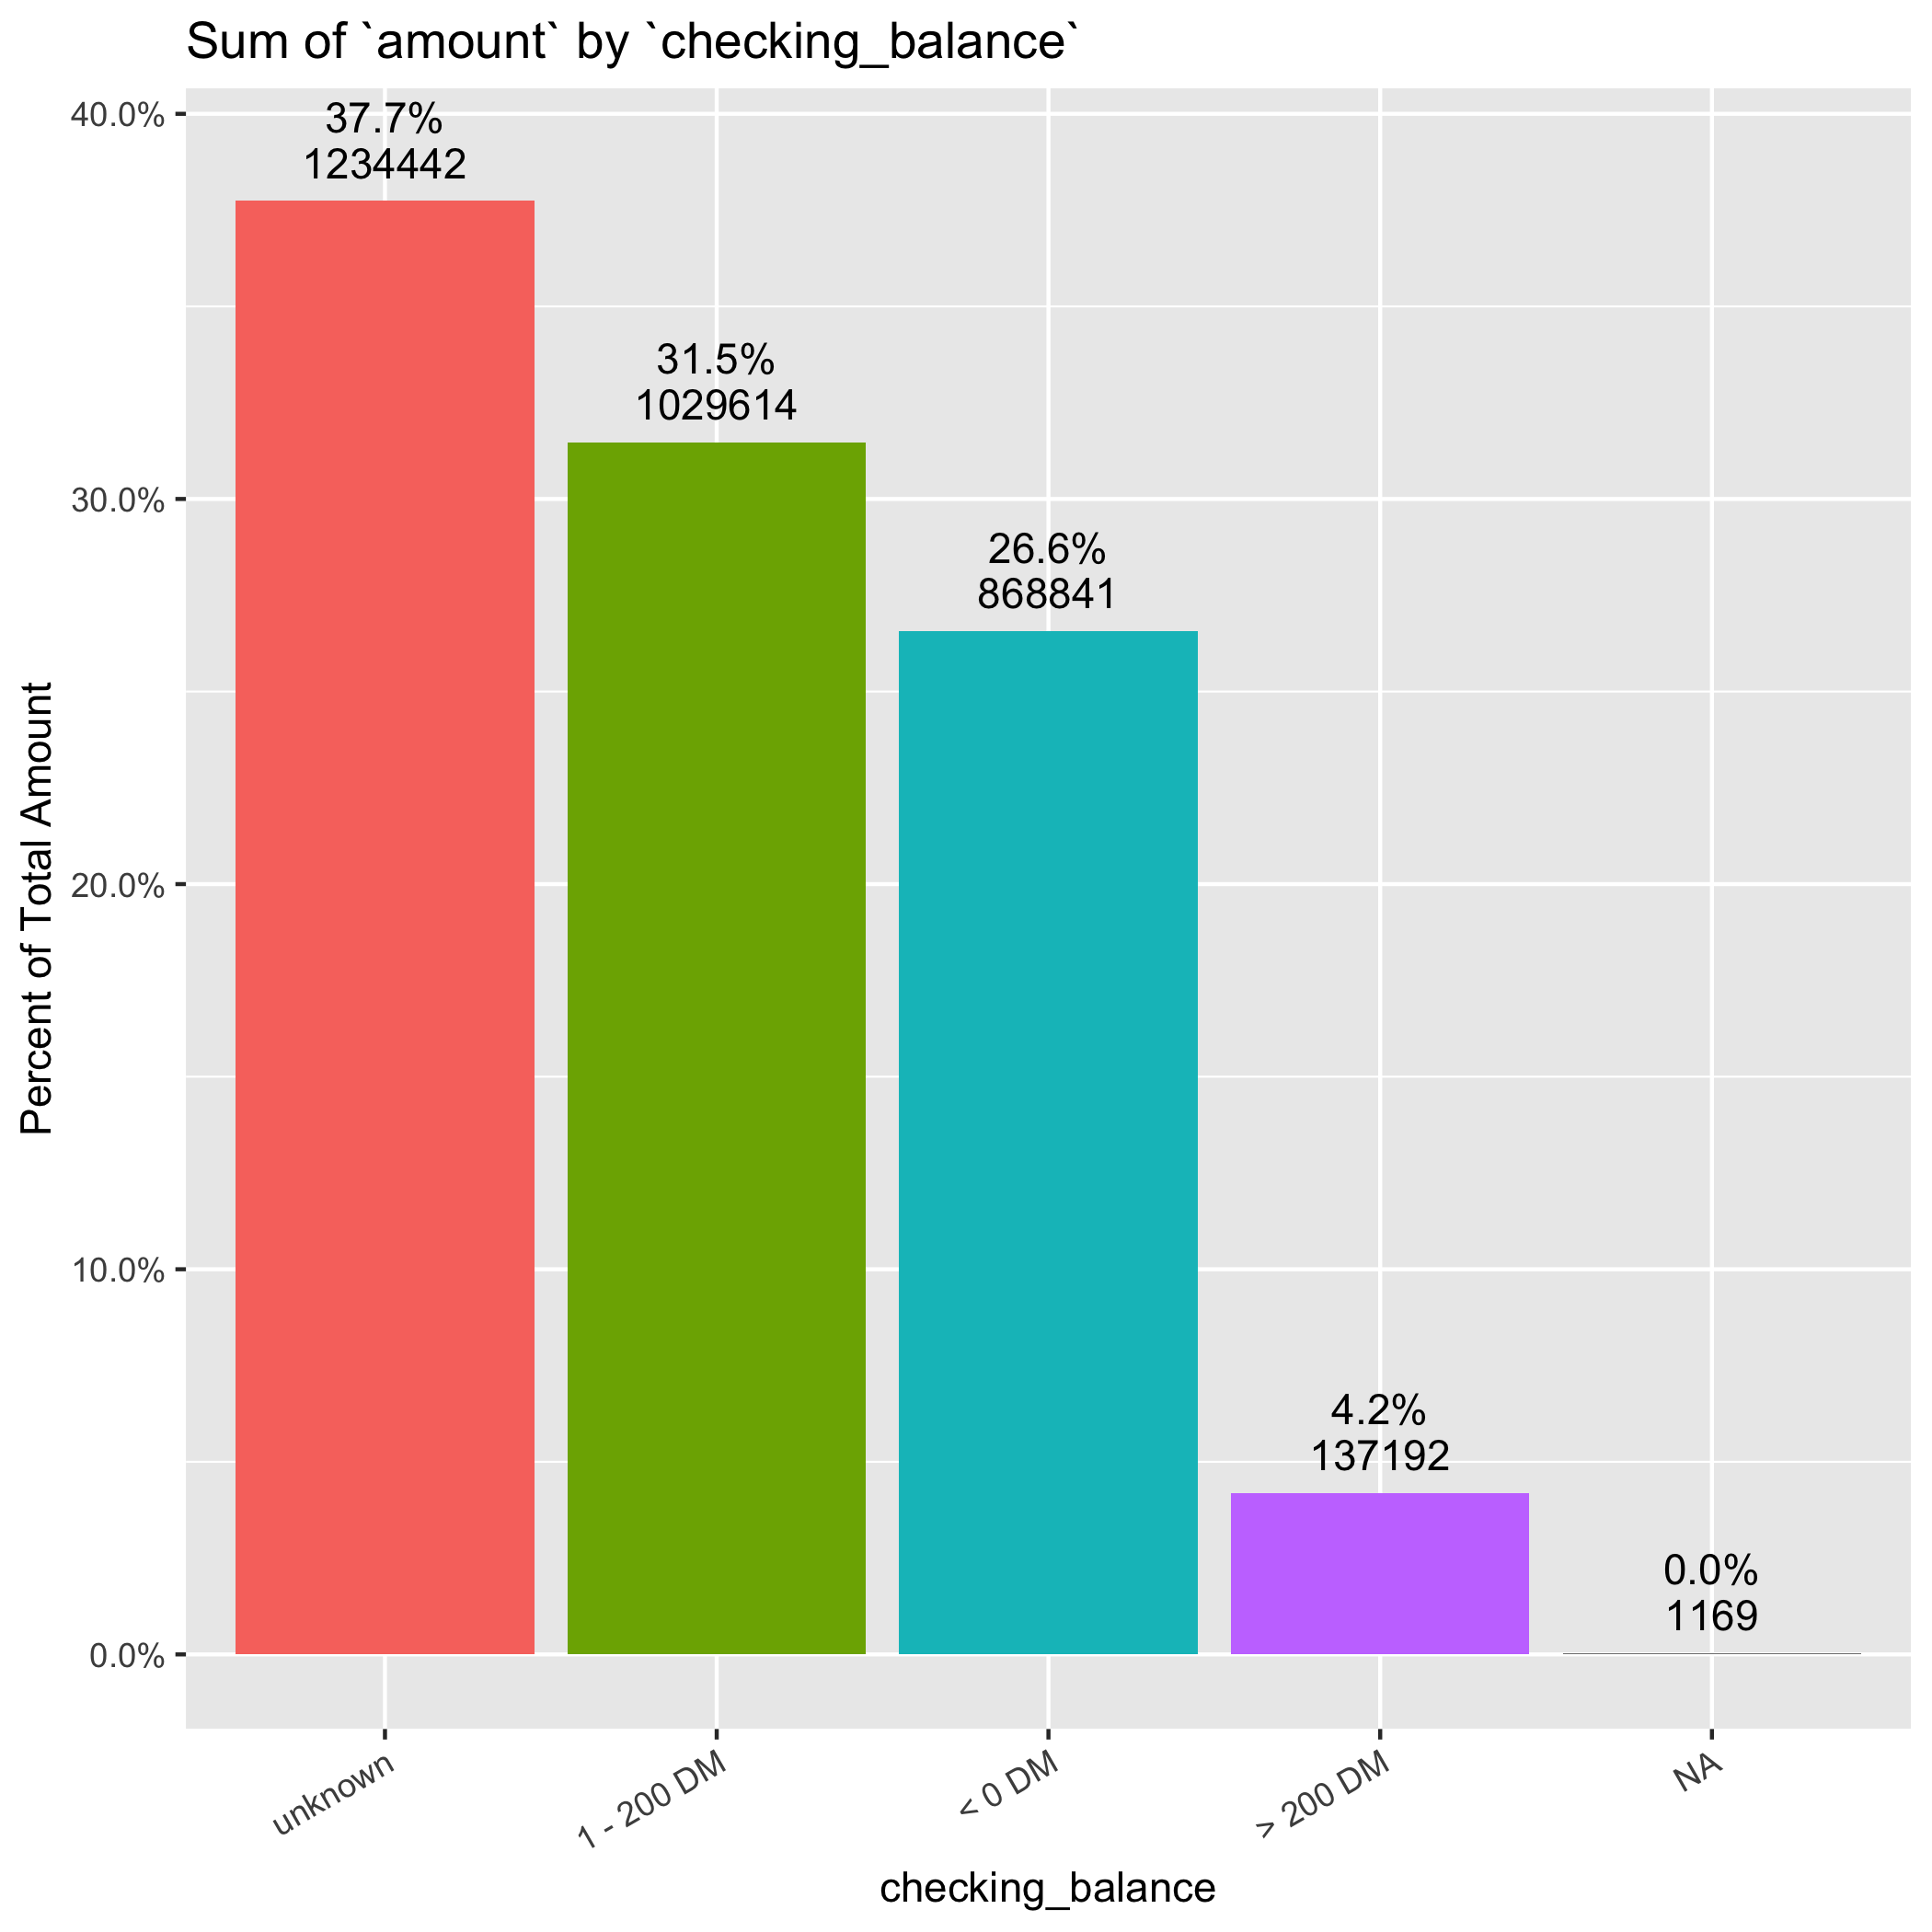 Sum of `amount` by `checking_balance`
40.0%
30.0%
20.0%
10.0%
0.0%
Percent of Total Amount
37.7%
1234442
31.5%
1029614
26.6%
868841
4.2%
137192
0.0%
1169
unknown
1 - 200 DM
< 0 DM
> 200 DM
NA
checking_balance